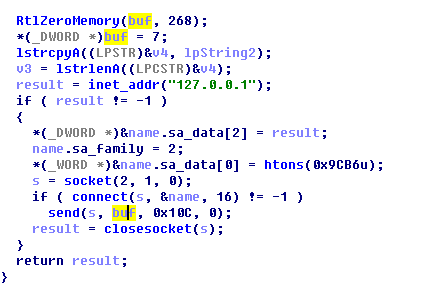 RtlZeroMemory(buf, 268);
*(_DWORD *)buf = 7;
lstrcpyA((LPSTR)&v4, lpString2);
v3 = lstrlenA((LPCSTR)&v4);
result = inet_addr("127.0.0.1");
if ( result != -1 )
{
*(_DWORD *)&name.sa_data[2] = result;
name.sa_family = 2;
*(_WORD *)&name.sa_data[0] = htons(0x9CB6u);
s = socket(2, 1, 0);
if ( connect(s, &name, 16) != -1 )
send(s, buf, 0x10C, 0);
result = closesocket(s);
}
return result;
}